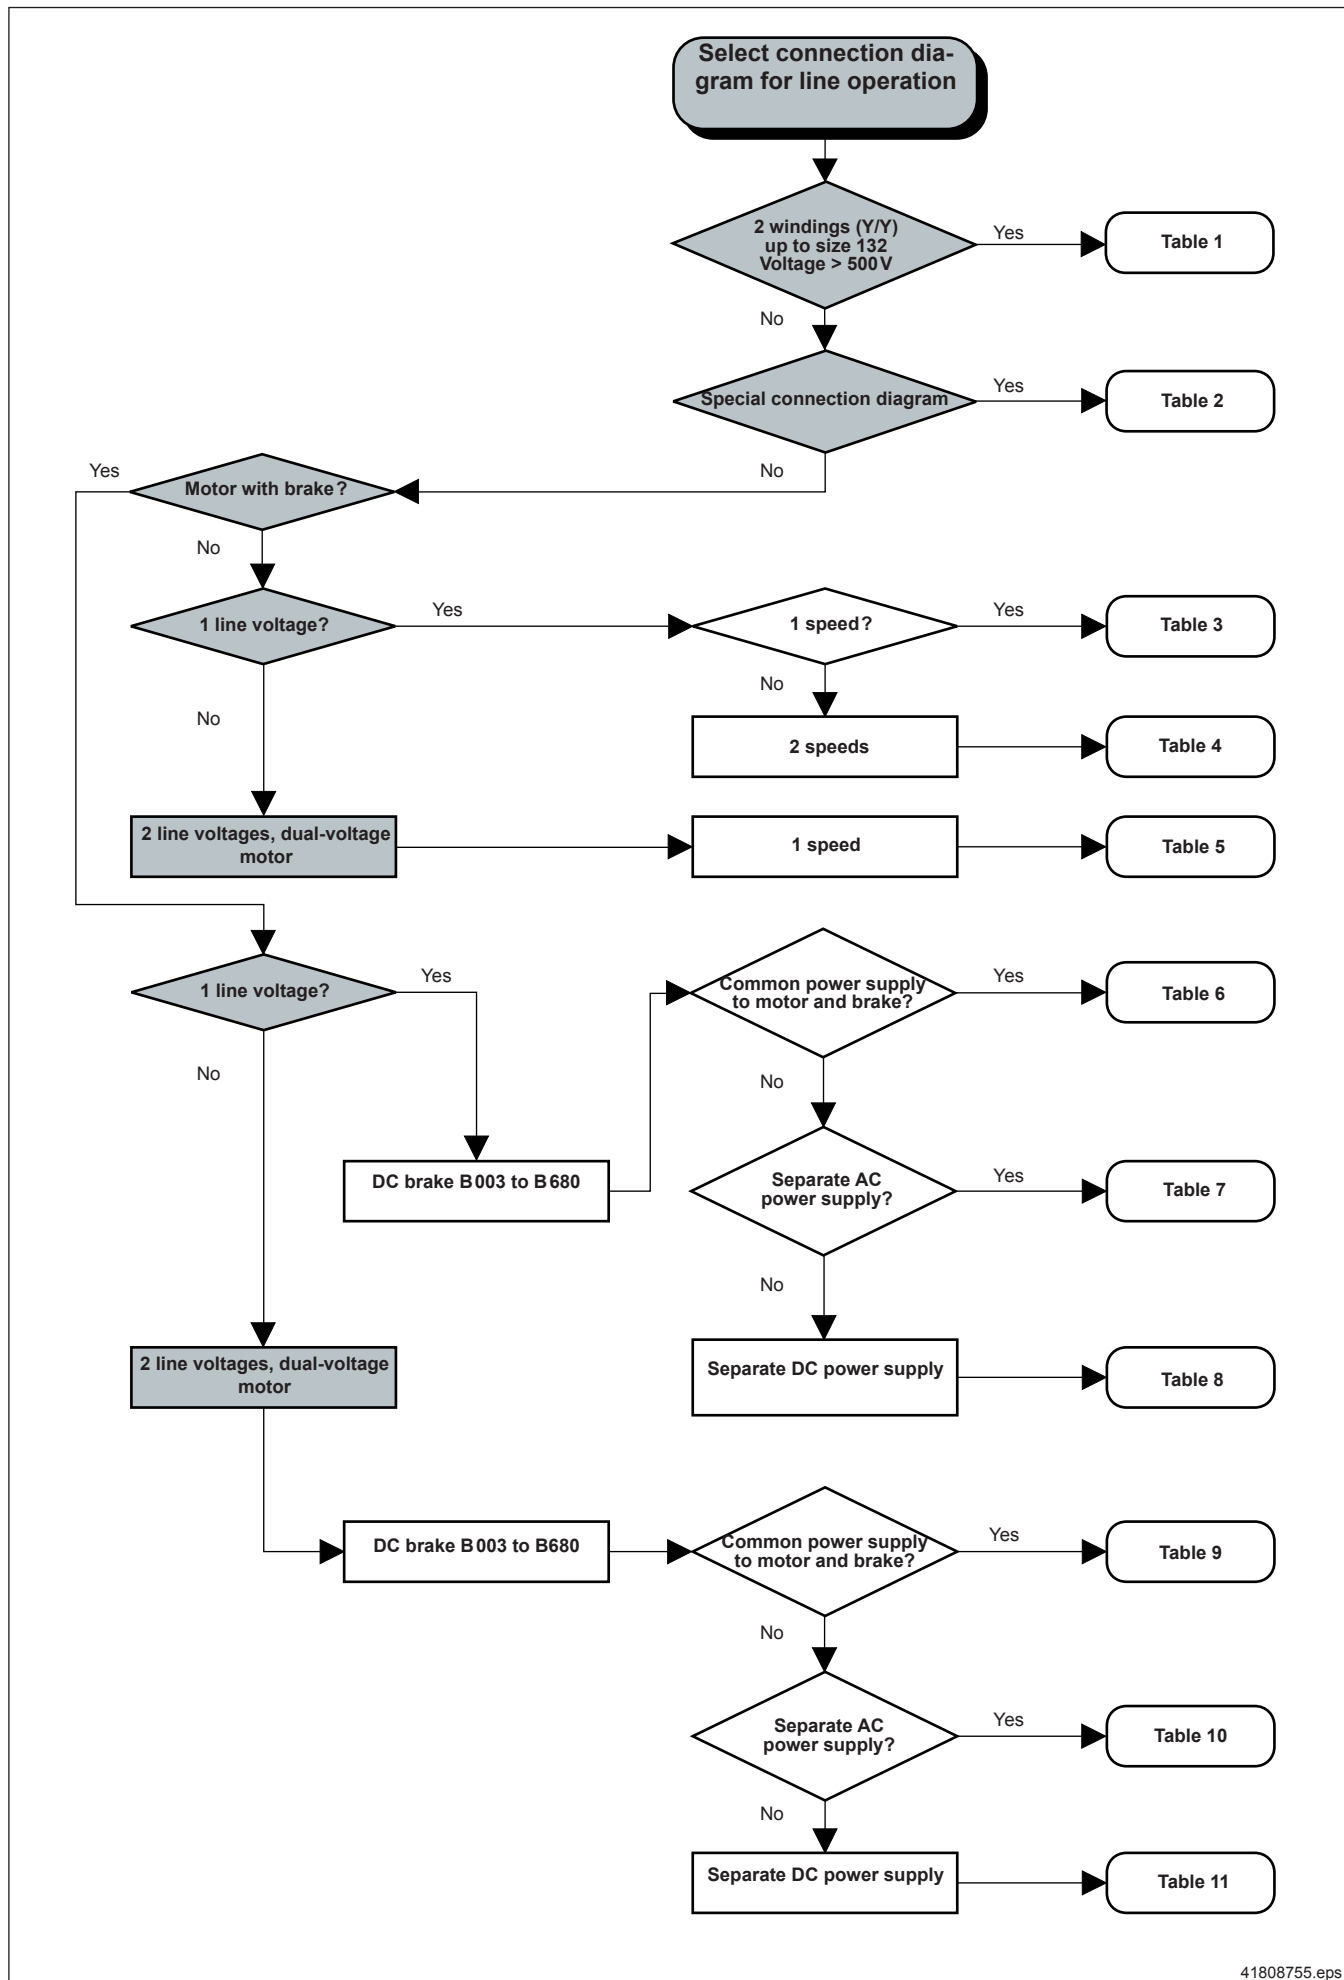 Select connection dia-
gram for line operation
2 windings (Y/Y)
up to size 132
Voltage > 500 V
Yes
Table 1
No
Special connection diagram
Yes
Table 2
No
Yes
Motor with brake?
No
1 line voltage?
Yes
1 speed?
Yes
Table 3
No
No
2 speeds
Table 4
2 line voltages, dual-voltage
motor
1 speed
Table 5
1 line voltage?
Yes
Common power supply
to motor and brake?
Yes
Table 6
No
No
DC brake B003 to B680
Separate AC
power supply?
Yes
Table 7
No
2 line voltages, dual-voltage
motor
Separate DC power supply
Table 8
DC brake B003 to B680
Common power supply
to motor and brake?
Yes
Table 9
No
Separate AC
power supply?
Yes
Table 10
No
Separate DC power supply
Table 11
41808755.eps